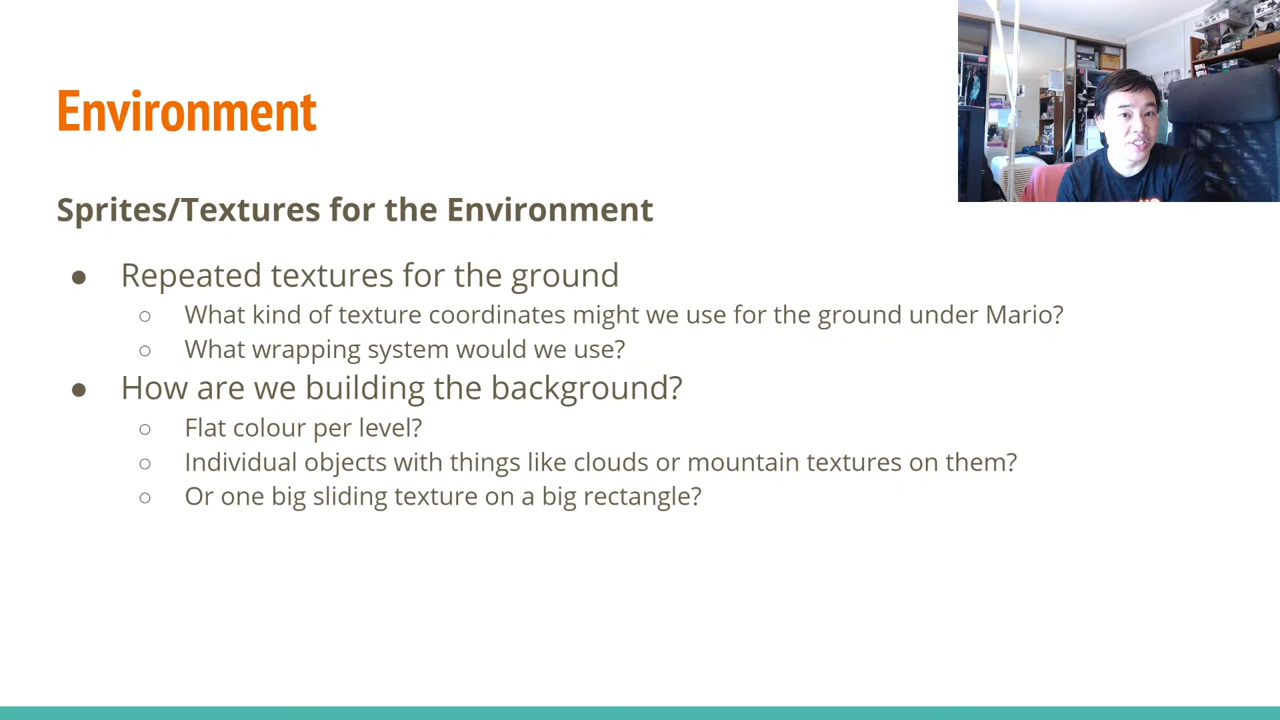 Environment
Sprites/Textures for the Environment
● Repeated textures for the ground
○ What kind of texture coordinates might we use for the ground under Mario?
○ What wrapping system would we use?
● How are we building the background?
○ Flat colour per level?
○ Individual objects with things like clouds or mountain textures on them?
○ Or one big sliding texture on a big rectangle?